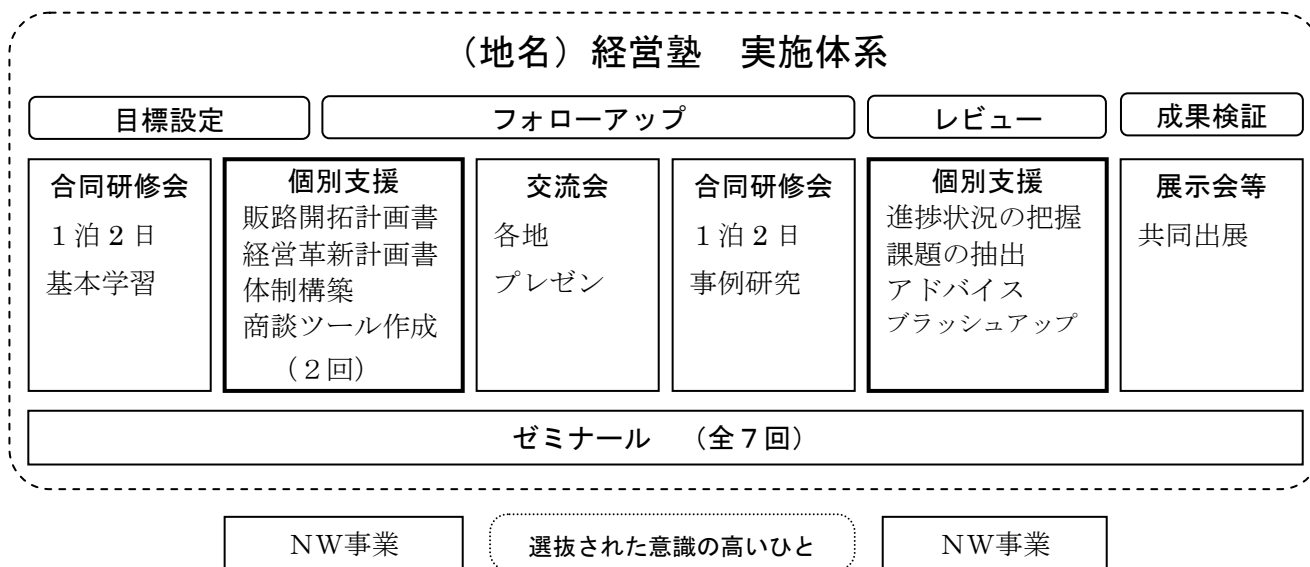 （地名）経営塾　実施体系
目標設定
フォローアップ
レビュー
成果検証
合同研修会
１泊２日
基本学習
個別支援
販路開拓計画書
経営革新計画書
体制構築
商談ツール作成
（２回）
交流会
各地
プレゼン
合同研修会
１泊２日
事例研究
個別支援
進捗状況の把握
課題の抽出
アドバイス
ブラッシュアップ
展示会等
共同出展
ゼミナール　（全７回）
ＮＷ事業
選抜された意識の高いひと
ＮＷ事業